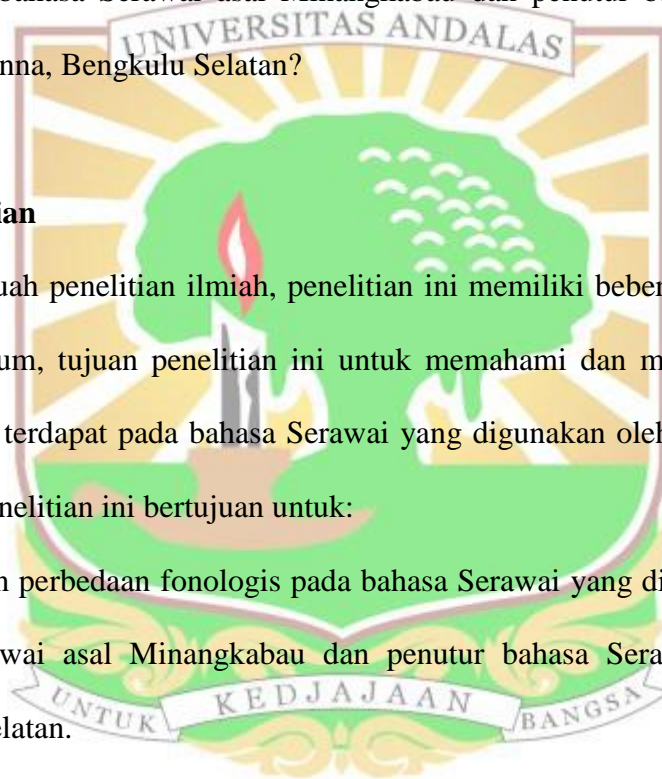 bahasa Serawai asal Minangkabau dan penutur
UNIVERSITAS ANDALAS
nna, Bengkulu Selatan?
ian
uah penelitian ilmiah, penelitian ini memiliki beber
um, tujuan penelitian ini untuk memahami dan m
terdapat pada bahasa Serawai yang digunakan oleh
nelitian ini bertujuan untuk:
n perbedaan fonologis pada bahasa Serawai yang di
wai asal Minangkabau dan penutur bahasa Sera
UNTUK KEDJAJAAN BANGSA
elatan.